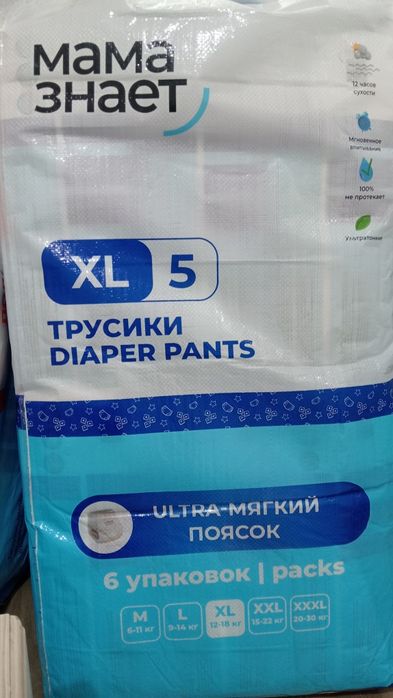 мама
знает
12 часов
сухости
Мгновенное
впитывание
100%
не протекает
Ультратонкие
XL 5
ТРУСИКИ
DIAPER PANTS
ULTRA-МЯГКИЙ
ПОЯСОК
6 упаковок | packs
M L XL XXL XXXL
6-11 кг 9-14 кг 12-18 кг 15-22 кг 20-30 кг